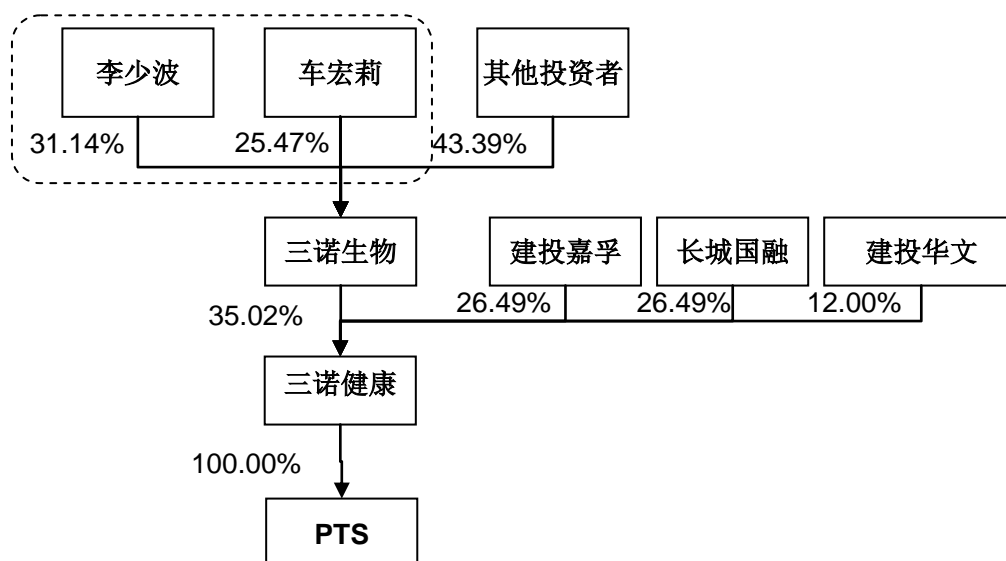 李少波
车宏莉
其他投资者
31.14%
25.47%
43.39%
三诺生物
建投嘉孚
长城国融
建投华文
35.02%
26.49%
26.49%
12.00%
三诺健康
100.00%
PTS